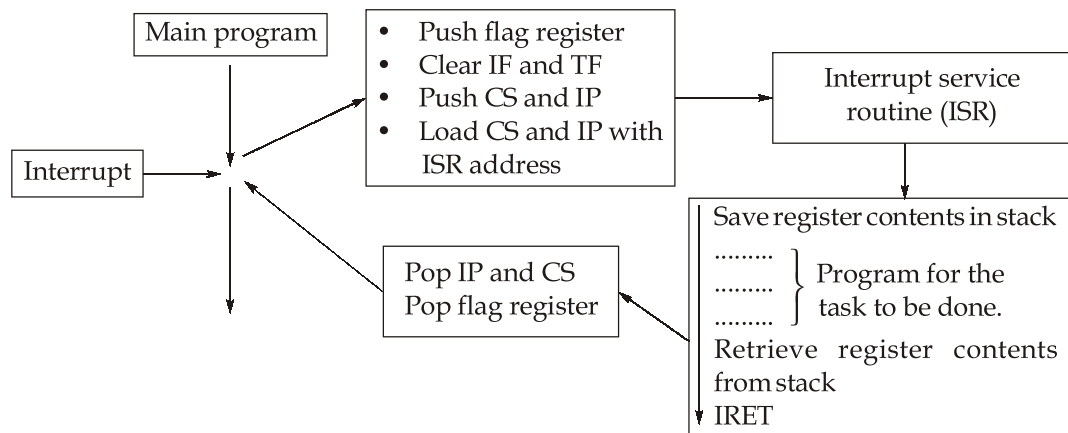 Main program
• Push flag register
• Clear IF and TF
• Push CS and IP
• Load CS and IP with
ISR address
Interrupt service
routine (ISR)
Interrupt
Save register contents in stack
.........
.........
.........
Program for the
task to be done.
Retrieve register contents
from stack
IRET
Pop IP and CS
Pop flag register